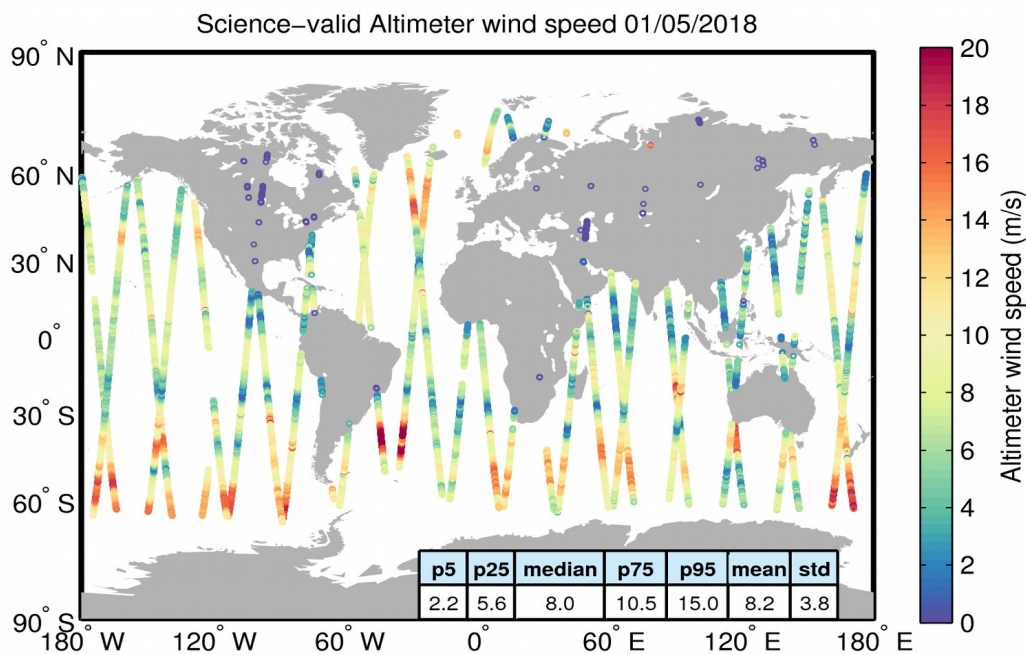 Science−valid Altimeter wind speed 01/05/2018
90° N
60° N
30° N
0°
30° S
60° S
90° S
180° W
120° W
60° W
0°
60° E
120° E
180° E
p5 p25 median p75 p95 mean std
2.2 5.6 8.0 10.5 15.0 8.2 3.8
20
18
16
14
12
10
8
6
4
2
0
Altimeter wind speed (m/s)